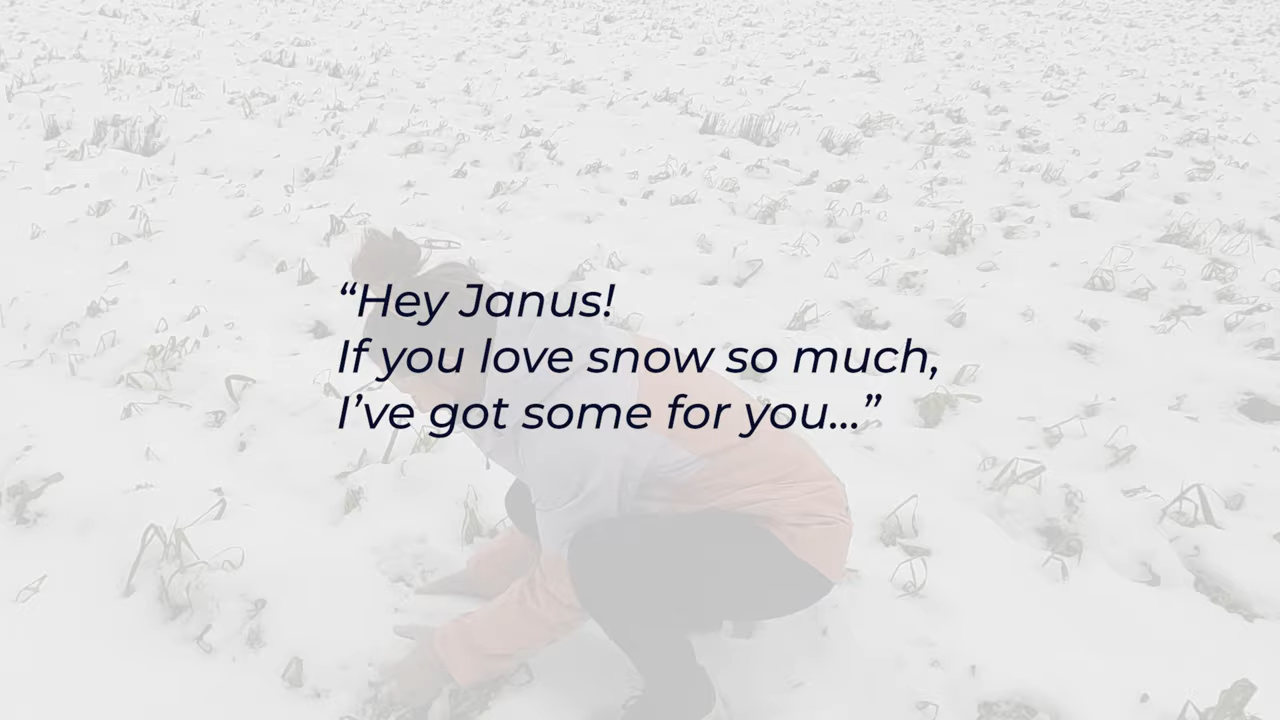 “Hey Janus!
If you love snow so much,
I’ve got some for you...”